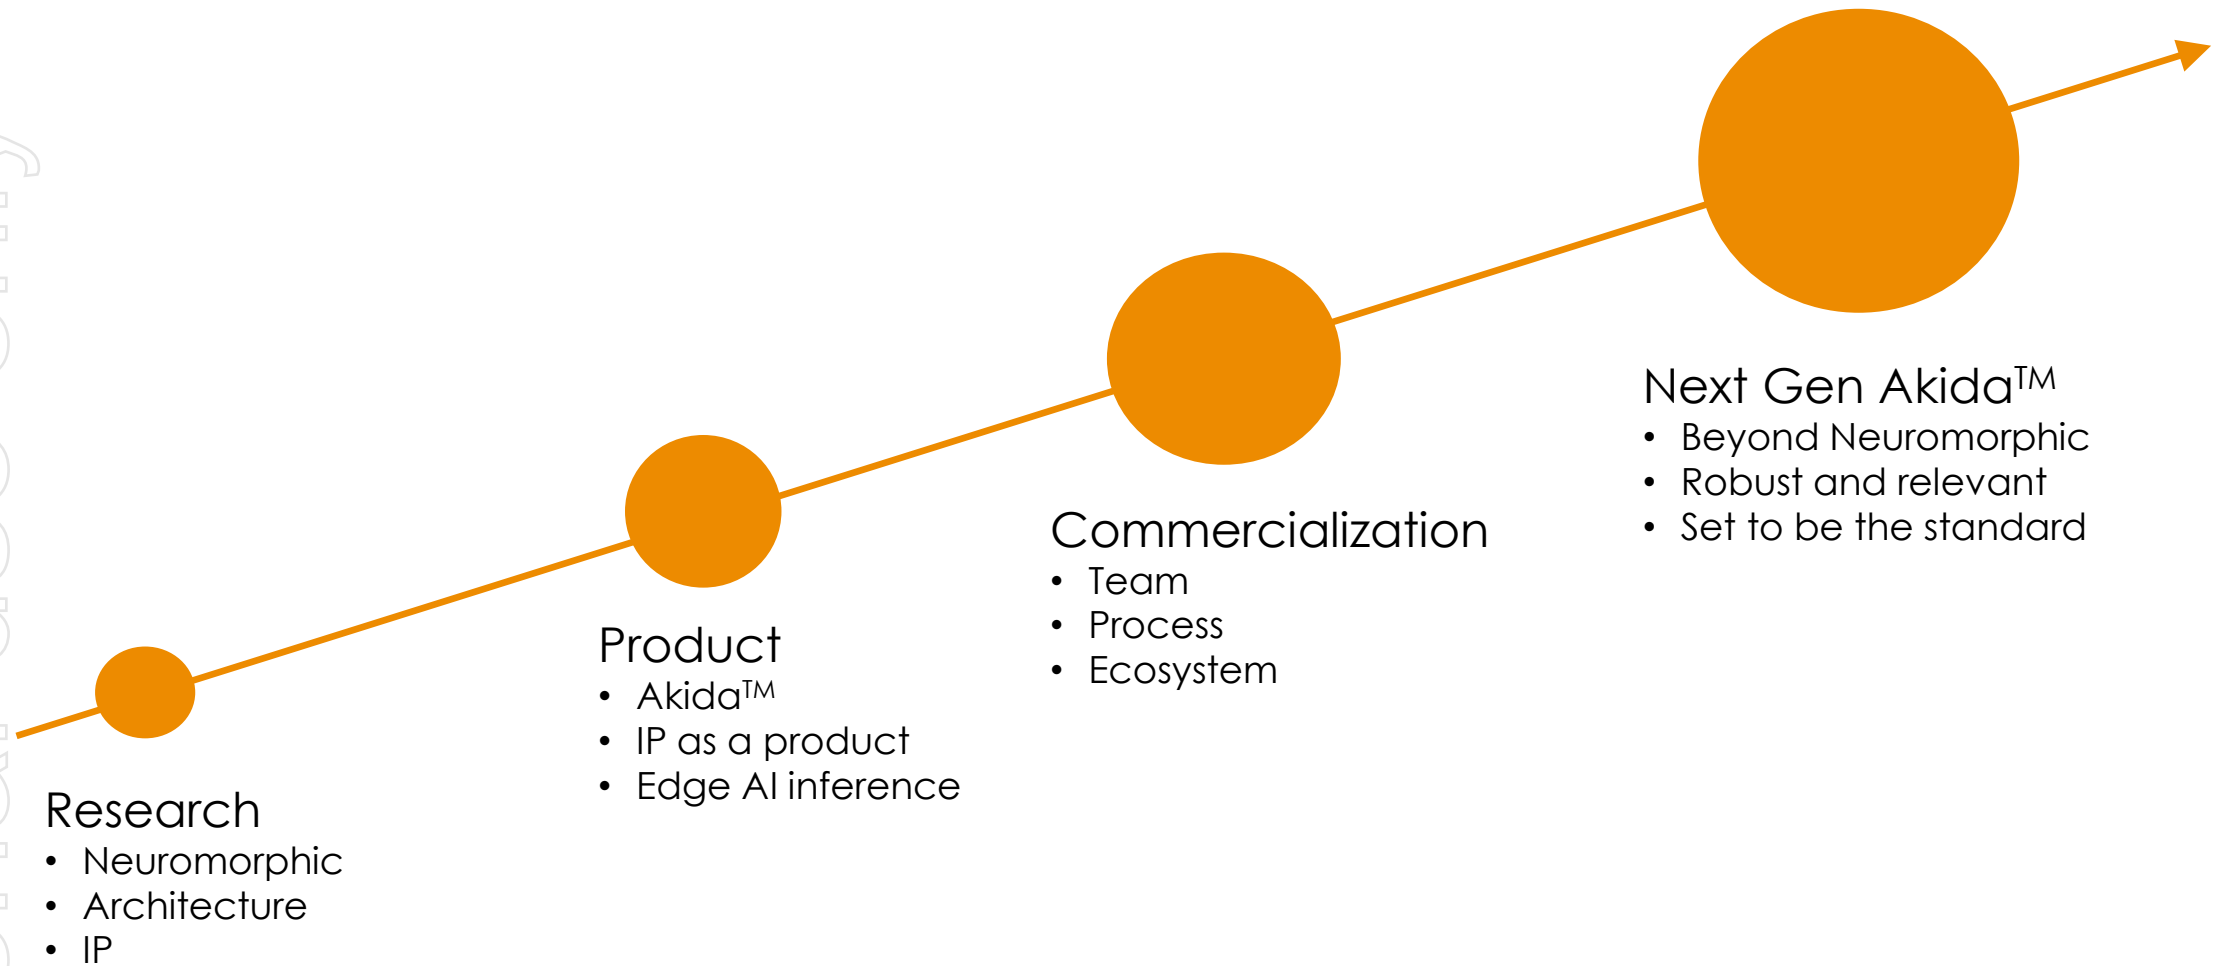 Next Gen Akida™
• Beyond Neuromorphic
• Robust and relevant
• Set to be the standard
Commercialization
• Team
• Process
• Ecosystem
Product
• Akida™
• IP as a product
• Edge AI inference
Research
• Neuromorphic
• Architecture
• IP